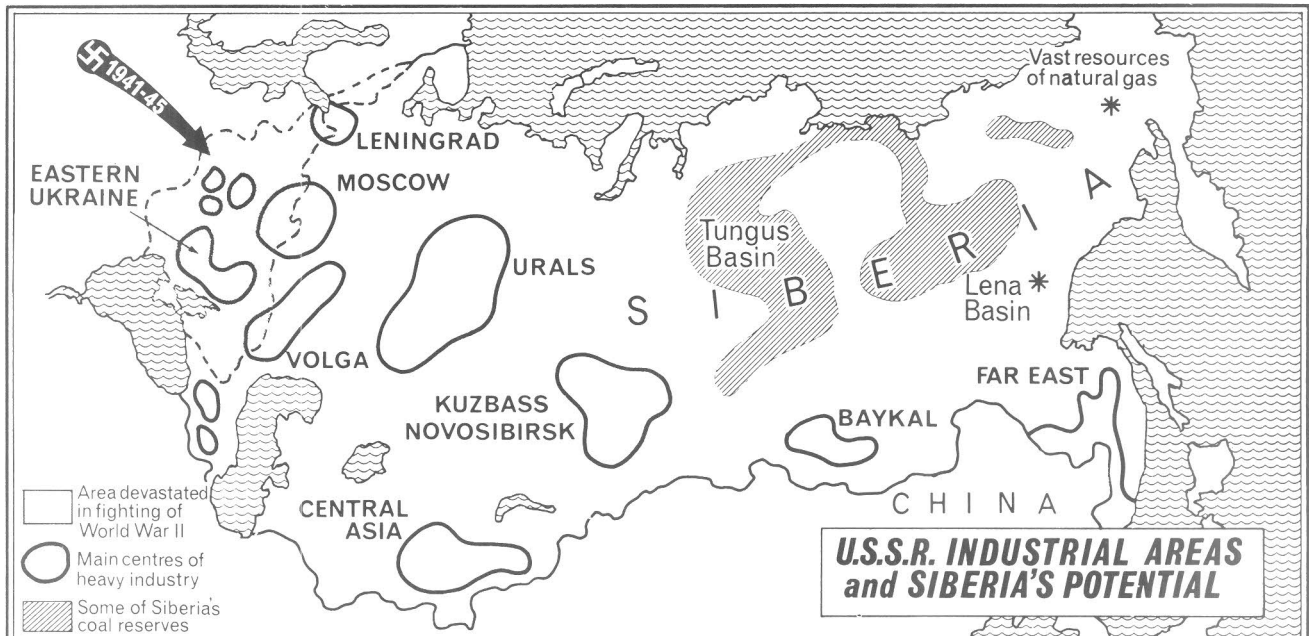 1941-45
Vast resources
of natural gas
LENINGRAD
MOSCOW
EASTERN
UKRAINE
URALS
Tungus
Basin
SIBERIA
Lena
Basin
VOLGA
FAR EAST
KUZBASS
NOVOSIBIRSK
BAYKAL
CENTRAL
ASIA
CHINA
Area devastated
in fighting of
World War II
Main centres of
heavy industry
Some of Siberia's
coal reserves
U.S.S.R. INDUSTRIAL AREAS
and SIBERIA'S POTENTIAL